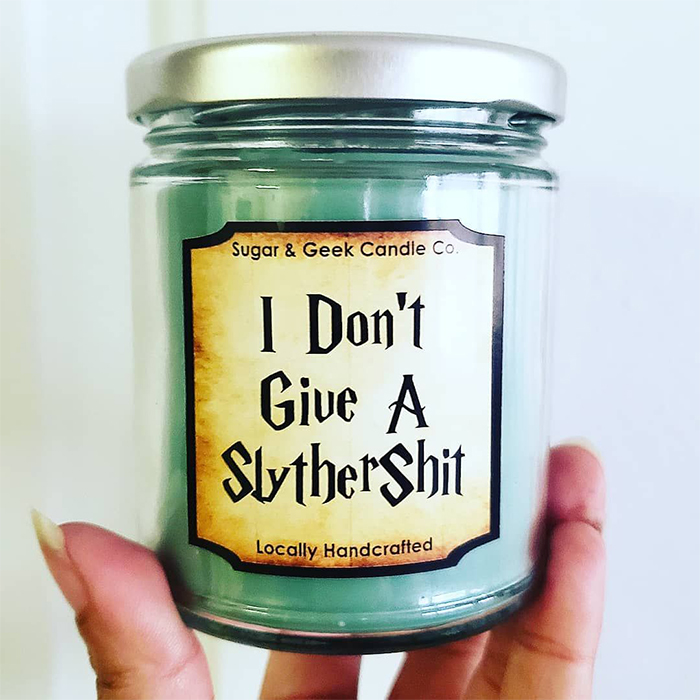 Sugar & Geek Candle Co.
I Don't
Give A
SlytherShit
Locally Handcrafted